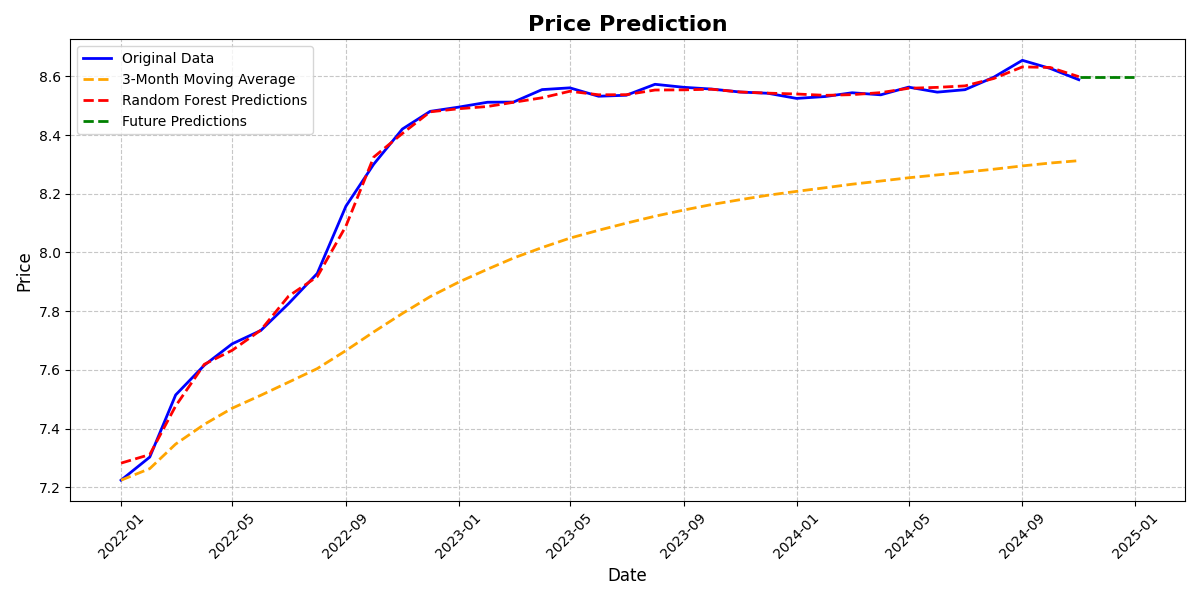 Price Prediction
Original Data
3-Month Moving Average
Random Forest Predictions
Future Predictions
Price
8.6
8.4
8.2
8.0
7.8
7.6
7.4
7.2
2022-01
2022-05
2022-09
2023-01
2023-05
2023-09
2024-01
2024-05
2024-09
2025-01
Date